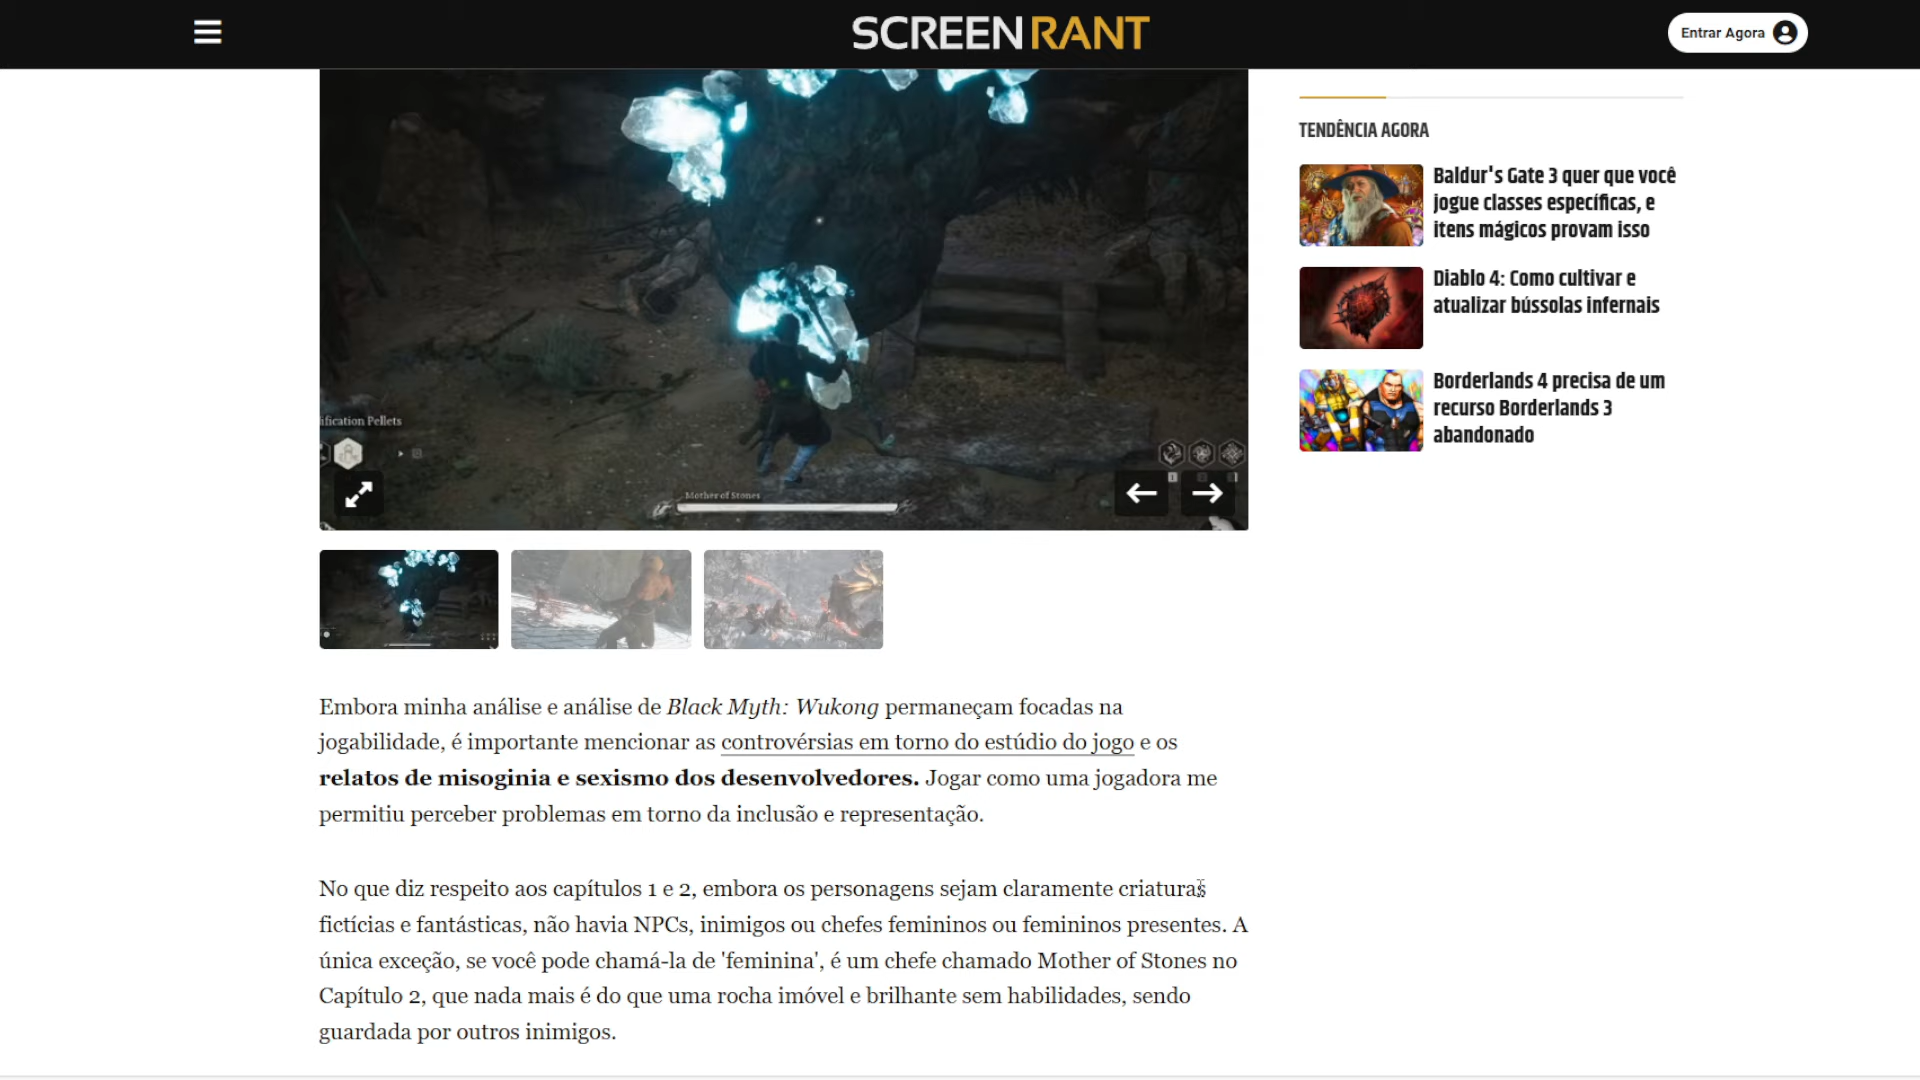 SCREENRANT
Entrar Agora
ification Pellets
Mother of Stones
TENDÊNCIA AGORA
Baldur's Gate 3 quer que você
jogue classes específicas, e
itens mágicos provam isso
Diablo 4: Como cultivar e
atualizar bússolas infernais
Borderlands 4 precisa de um
recurso Borderlands 3
abandonado
Embora minha análise e análise de Black Myth: Wukong permaneçam focadas na
jogabilidade, é importante mencionar as controvérsias em torno do estúdio do jogo e os
relatos de misoginia e sexismo dos desenvolvedores. Jogar como uma jogadora me
permitiu perceber problemas em torno da inclusão e representação.
No que diz respeito aos capítulos 1 e 2, embora os personagens sejam claramente criaturas
fictícias e fantásticas, não havia NPCs, inimigos ou chefes femininos ou femininos presentes. A
única exceção, se você pode chamá-la de 'feminina', é um chefe chamado Mother of Stones no
Capítulo 2, que nada mais é do que uma rocha imóvel e brilhante sem habilidades, sendo
guardada por outros inimigos.